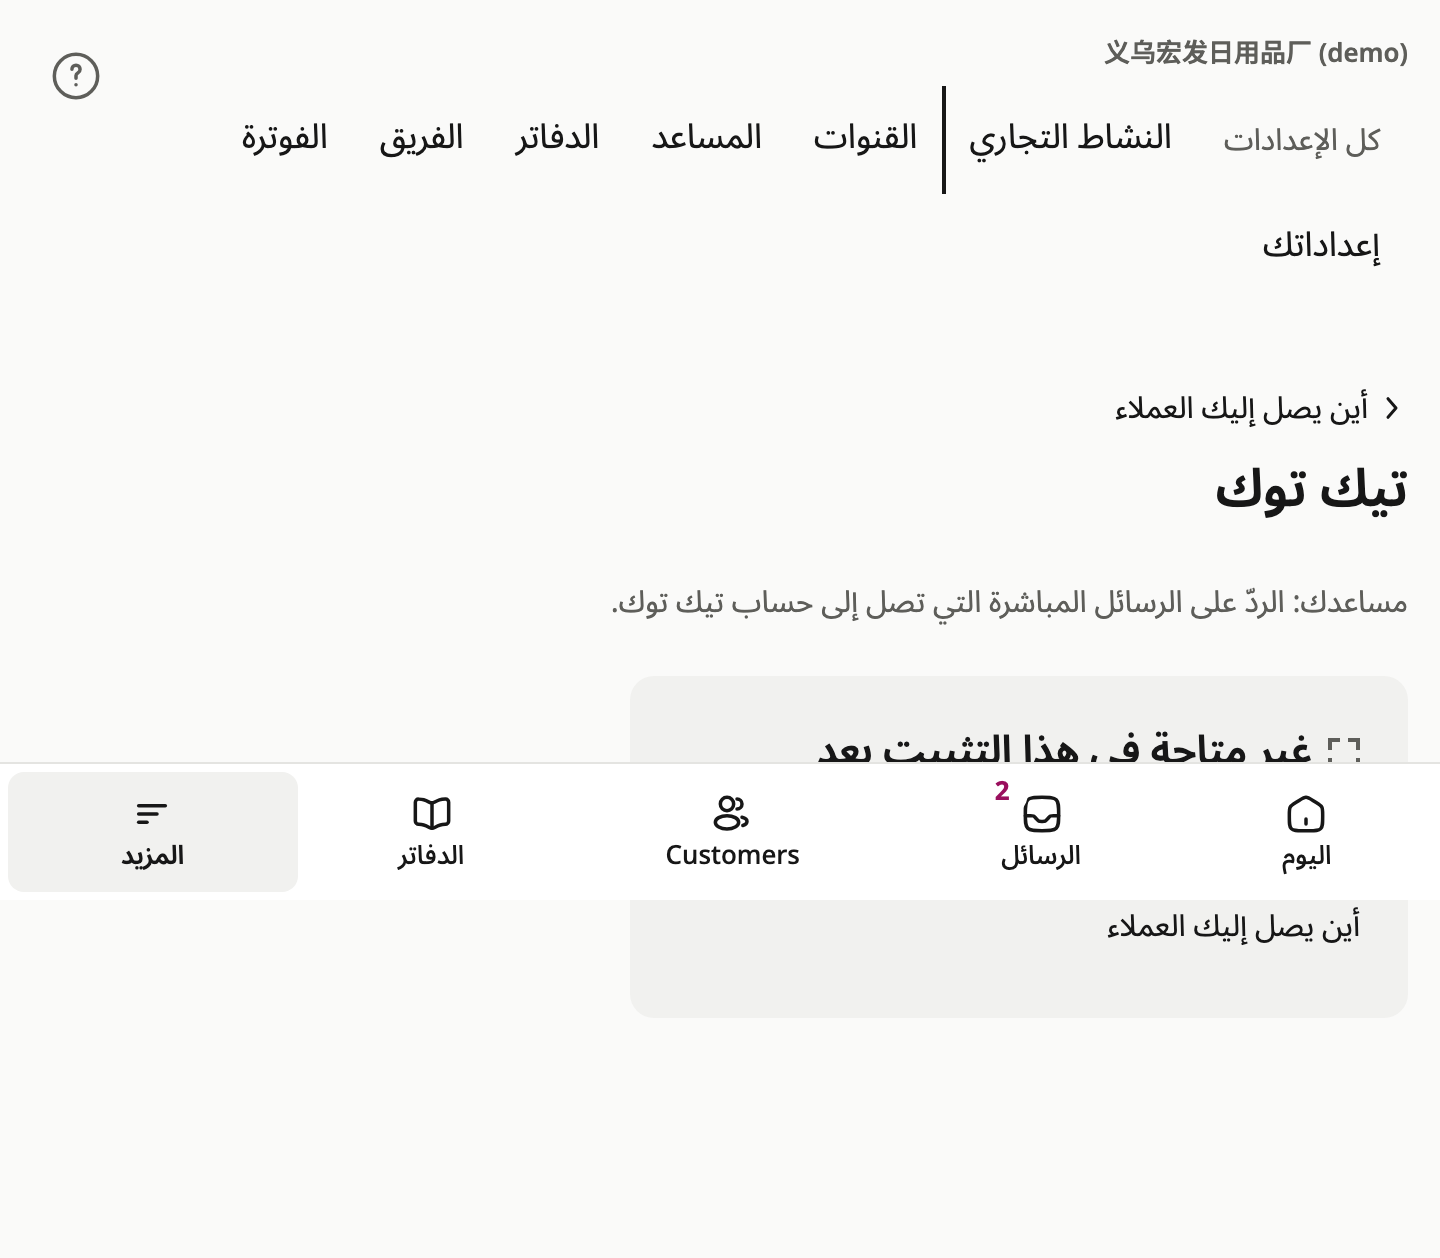 义乌宏发日用品厂 (demo)
كل الإعدادات
النشاط التجاري
القنوات
المساعد
الدفاتر
الفريق
الفوترة
إعداداتك
أين يصل إليك العملاء
تيك توك
مساعدك: الردّ على الرسائل المباشرة التي تصل إلى حساب تيك توك.
غير متاحة في هذا التثبيت بعد
اليوم
2
الرسائل
Customers
الدفاتر
المزيد
أين يصل إليك العملاء